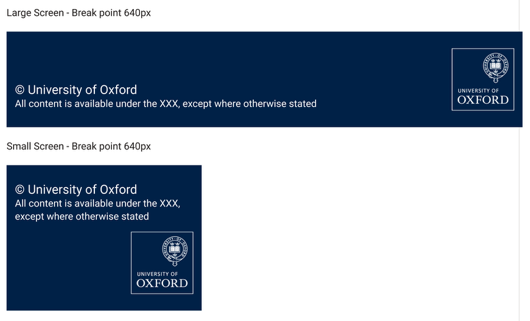 Large Screen - Break point 640px
© University of Oxford
All content is available under the XXX, except where otherwise stated
UNIVERSITY OF
OXFORD
Small Screen - Break point 640px
© University of Oxford
All content is available under the XXX,
except where otherwise stated
UNIVERSITY OF
OXFORD